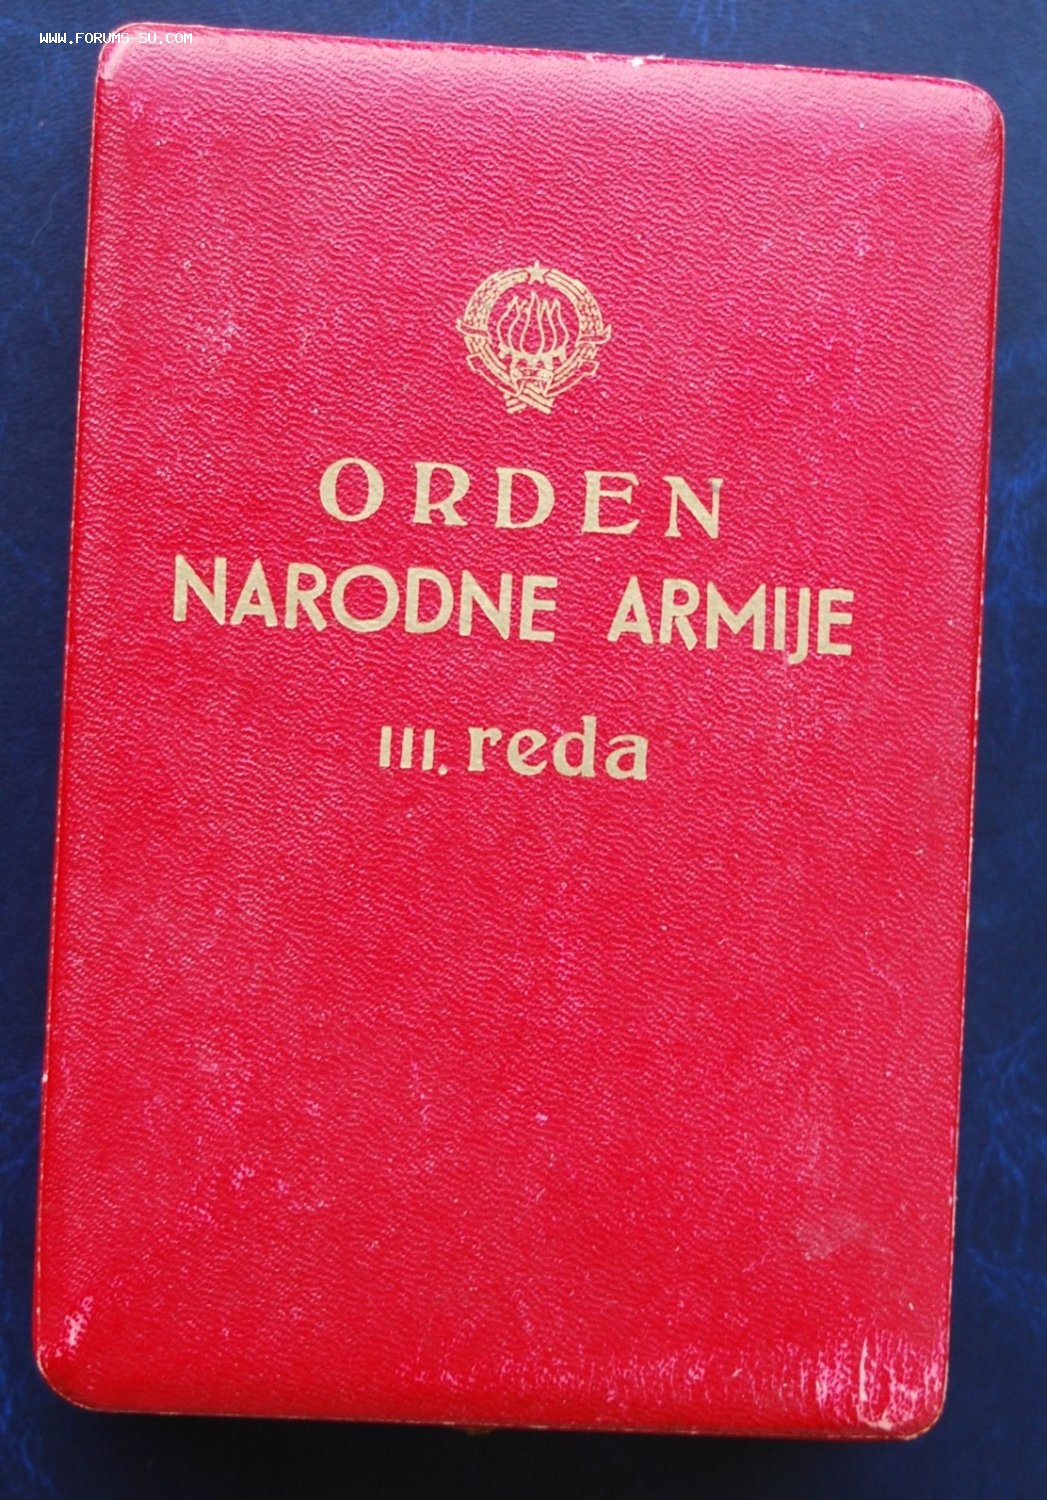 www.forums-su.com
ORDEN
NARODNE ARMIJE
III. reda